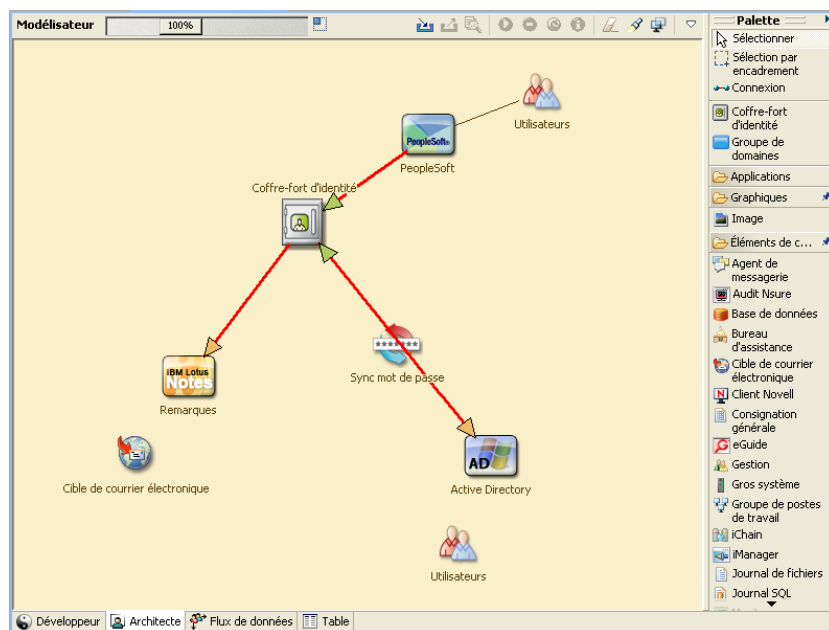 Modélisateur
100%
Palette
Sélectionner
Sélection par
encadrement
Connexion
Coffre-fort
d'identité
Groupe de
domaines
Applications
Graphiques
Image
Éléments de c...
Agent de
messagerie
Audit Nsure
Base de données
Bureau
d'assistance
Cible de courrier
électronique
Client Novell
Consignation
générale
eGuide
Gestion
Gros système
Groupe de postes
de travail
iChain
iManager
Journal de fichiers
Journal SQL
Utilisateurs
PeopleSoft
PeopleSoft
Coffre-fort d'identité
*******
Sync mot de passe
IBM Lotus
Notes
Remarques
Cible de courrier électronique
AD
Active Directory
Utilisateurs
Développeur
Architecte
Flux de données
Table